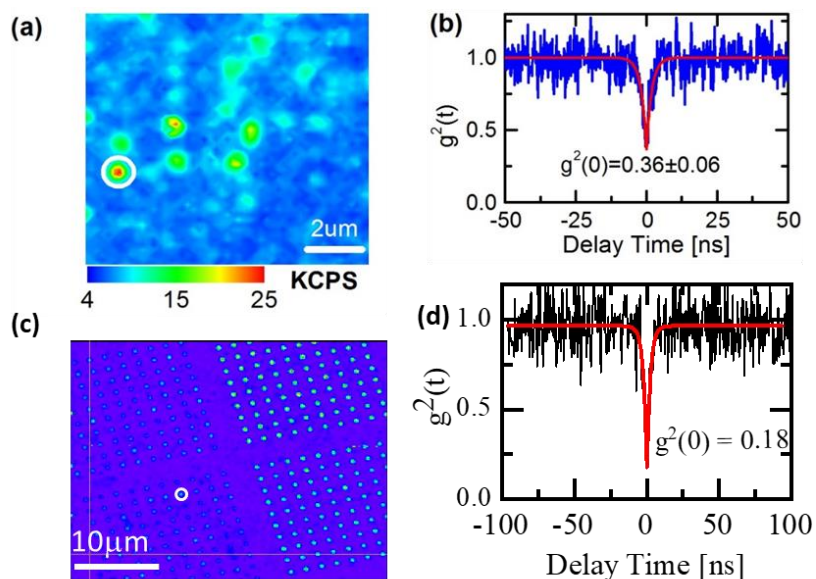 (a)
2um
KCPS
4 15 25
(b)
1.0
0.5
0.0
g²(t)
g²(0)=0.36±0.06
-50 -25 0 25 50
Delay Time [ns]
(c)
10μm
(d)
1.0
0.5
0.0
g²(t)
g²(0) = 0.18
-100 -50 0 50 100
Delay Time [ns]